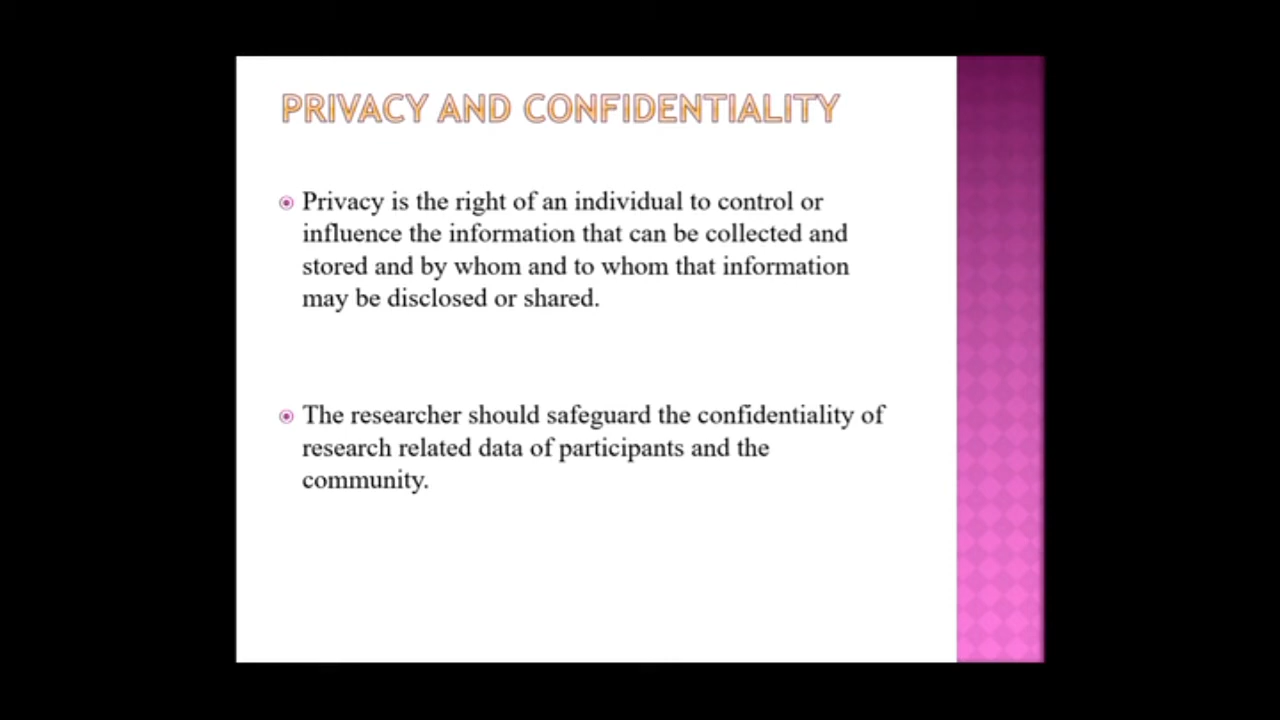 PRIVACY AND CONFIDENTIALITY
Privacy is the right of an individual to control or
influence the information that can be collected and
stored and by whom and to whom that information
may be disclosed or shared.
The researcher should safeguard the confidentiality of
research related data of participants and the
community.